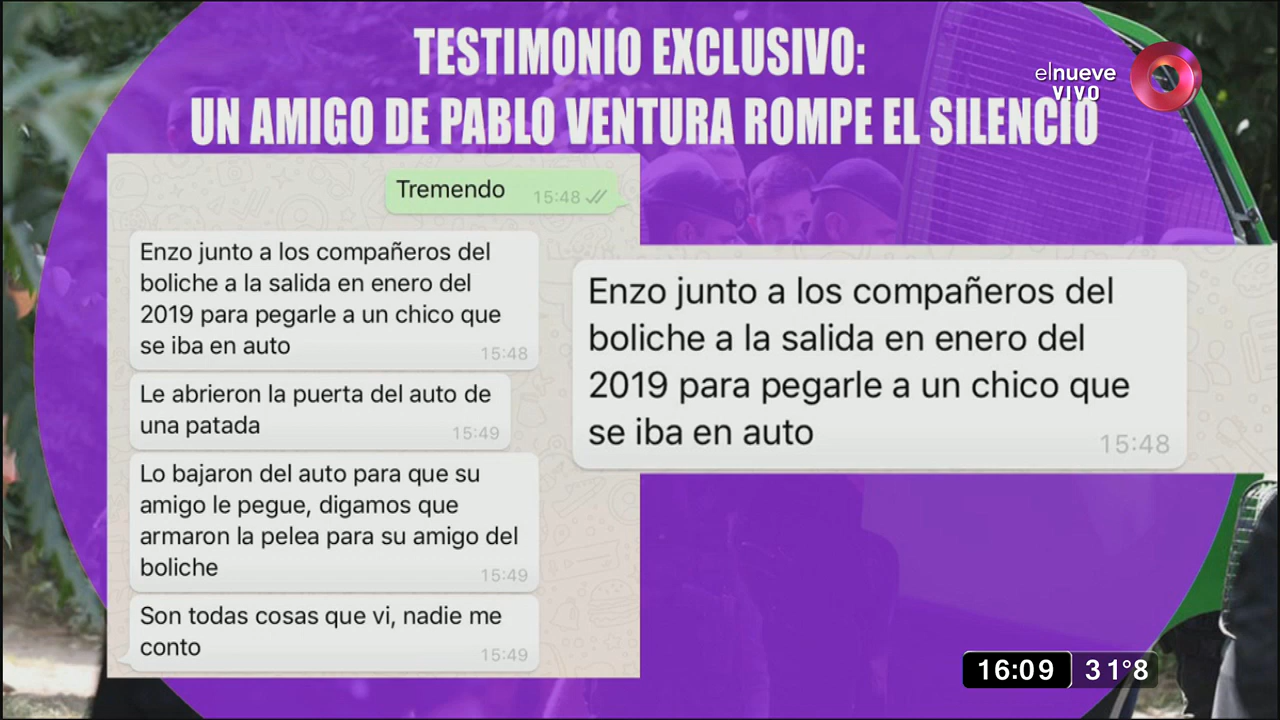 TESTIMONIO EXCLUSIVO:
UN AMIGO DE PABLO VENTURA ROMPE EL SILENCIO
elnueve
VIVO
Tremendo 15:48
Enzo junto a los compañeros del
boliche a la salida en enero del
2019 para pegarle a un chico que
se iba en auto 15:48
Le abrieron la puerta del auto de
una patada 15:49
Lo bajaron del auto para que su
amigo le pegue, digamos que
armaron la pelea para su amigo del
boliche 15:49
Son todas cosas que vi, nadie me
conto 15:49
Enzo junto a los compañeros del
boliche a la salida en enero del
2019 para pegarle a un chico que
se iba en auto 15:48
16:09 31°8